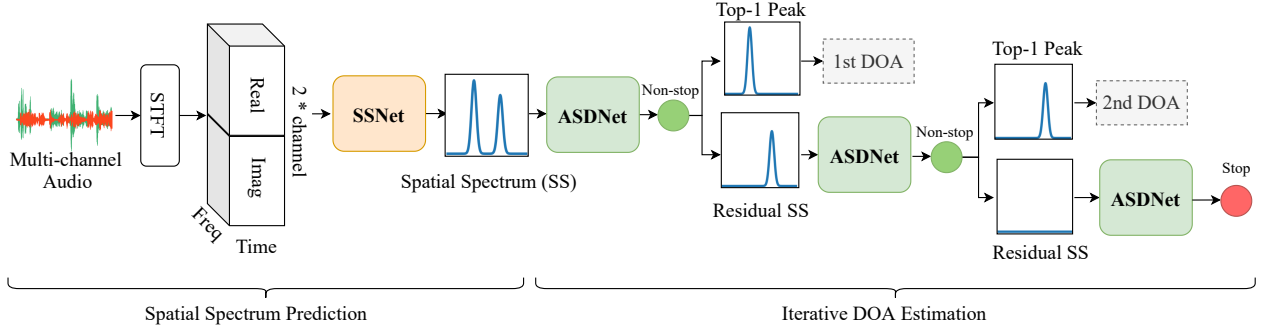 Multi-channel
Audio
STFT
Real
Imag
2 * channel
Freq
Time
SSNet
Spatial Spectrum (SS)
ASDNet
Non-stop
Top-1 Peak
1st DOA
Residual SS
ASDNet
Non-stop
Top-1 Peak
2nd DOA
Residual SS
ASDNet
Stop
Spatial Spectrum Prediction
Iterative DOA Estimation